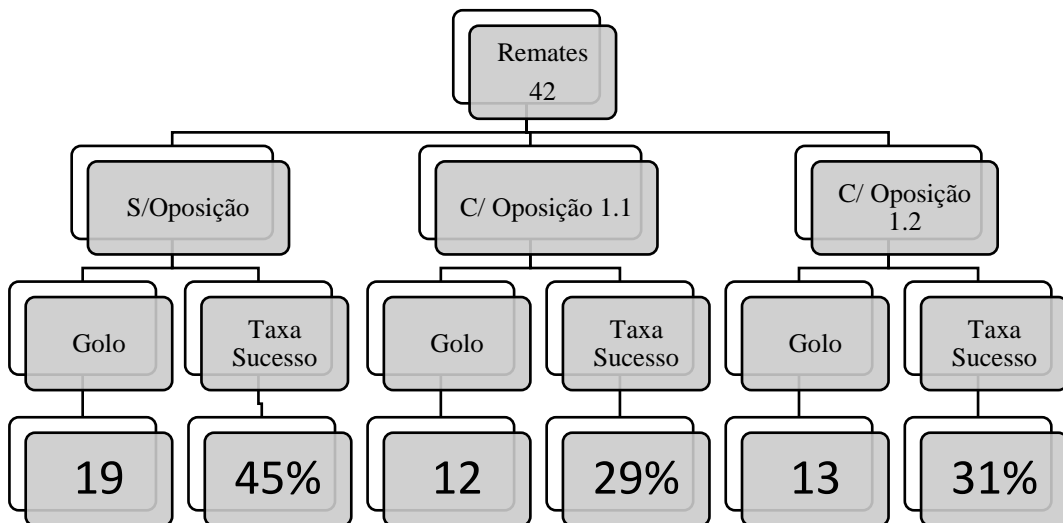 Remates
42
S/Oposição
C/ Oposição 1.1
C/ Oposição
1.2
Golo
Taxa
Sucesso
Golo
Taxa
Sucesso
Golo
Taxa
Sucesso
19
45%
12
29%
13
31%